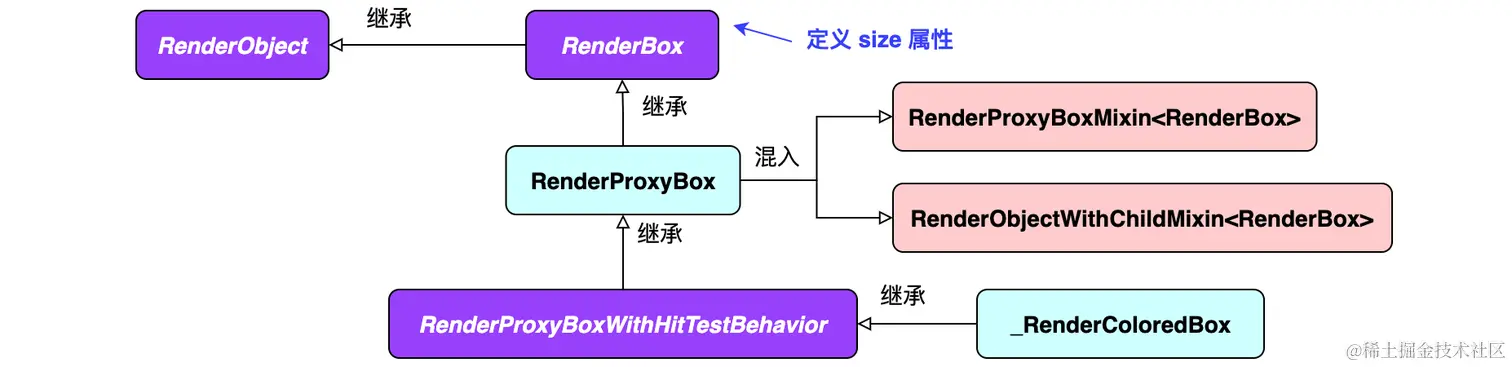 继承
RenderObject
RenderBox
定义 size 属性
继承
RenderProxyBoxMixin<RenderBox>
混入
RenderProxyBox
RenderObjectWithChildMixin<RenderBox>
继承
继承
RenderProxyBoxWithHitTestBehavior
_RenderColoredBox
@稀土掘金技术社区